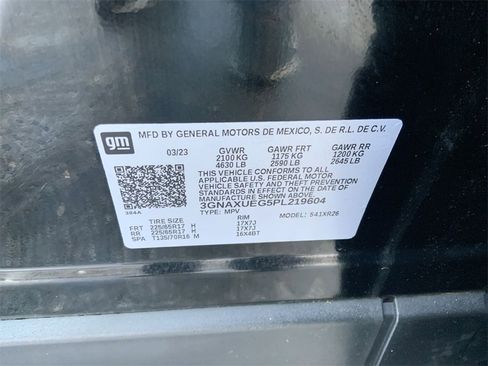 gm
MFD BY GENERAL MOTORS DE MEXICO, S. DE R.L. DE C.V.
03/23 GVWR GAWR FRT GAWR RR
2100 KG 1175 KG 1200 KG
4630 LB 2590 LB 2645 LB
THIS VEHICLE CONFORMS TO ALL
APPLICABLE U.S. FEDERAL MOTOR
VEHICLE SAFETY AND THEFT PREVENTION
STANDARDS IN EFFECT ON THE DATE OF
MANUFACTURE SHOWN ABOVE.
3GNAXUEG5PL219604
384A TYPE: MPV MODEL: 541XR26
TIRE SIZE RIM
FRT 225/65R17 H 17X7J
RR 225/65R17 H 17X7J
SPA T135/70R16 M 16X4BT